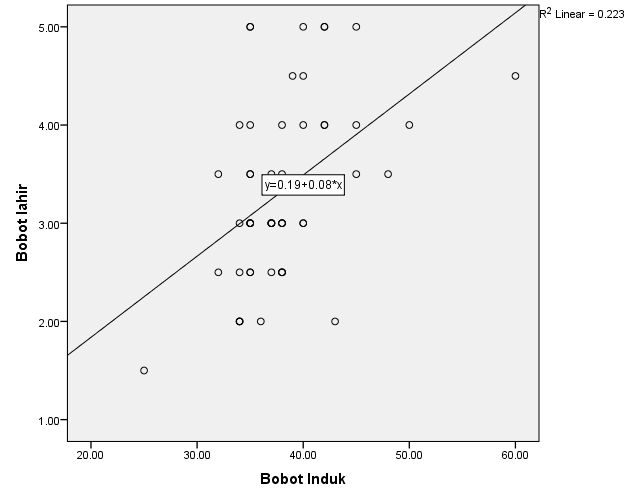 R² Linear = 0.223
5.00
4.00
3.00
2.00
1.00
Bobot lahir
y=0.19+0.08*x
20.00
30.00
40.00
50.00
60.00
Bobot Induk